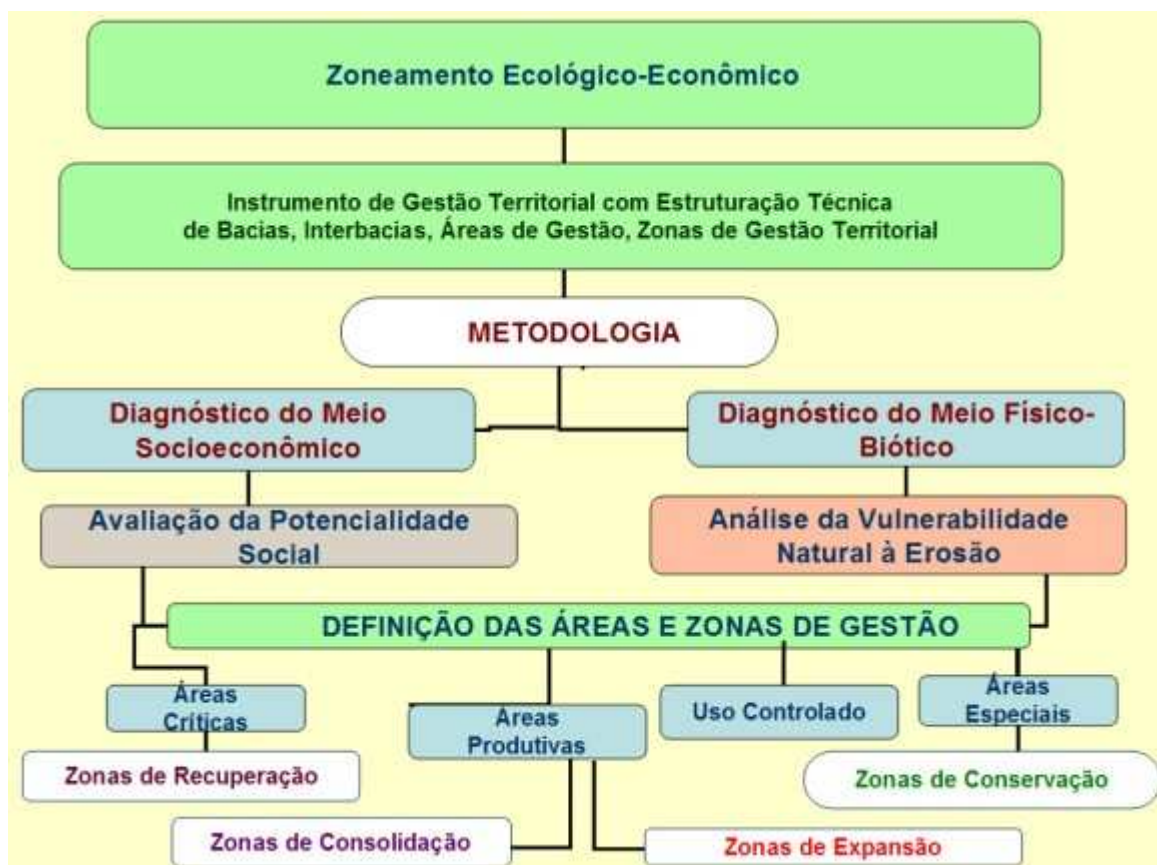 Zoneamento Ecológico-Econômico
Instrumento de Gestão Territorial com Estruturação Técnica
de Bacias, Interbacias, Áreas de Gestão, Zonas de Gestão Territorial
METODOLOGIA
Diagnóstico do Meio
Socioeconômico
Diagnóstico do Meio Físico-
Biótico
Avaliação da Potencialidade
Social
Análise da Vulnerabilidade
Natural à Erosão
DEFINIÇÃO DAS ÁREAS E ZONAS DE GESTÃO
Áreas
Críticas
Áreas
Produtivas
Uso Controlado
Áreas
Especiais
Zonas de Recuperação
Zonas de Conservação
Zonas de Consolidação
Zonas de Expansão